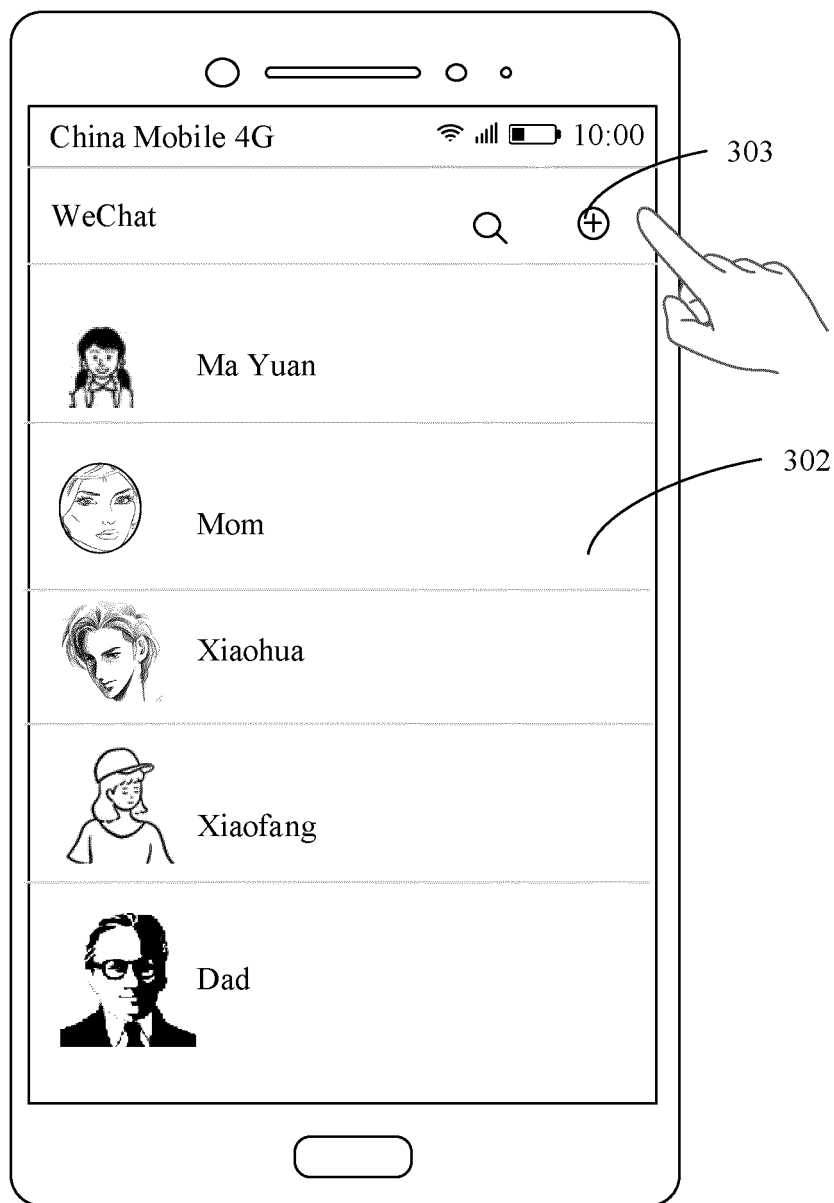 China Mobile 4G 10:00
303
WeChat
Ma Yuan
302
Mom
Xiaohua
Xiaofang
Dad